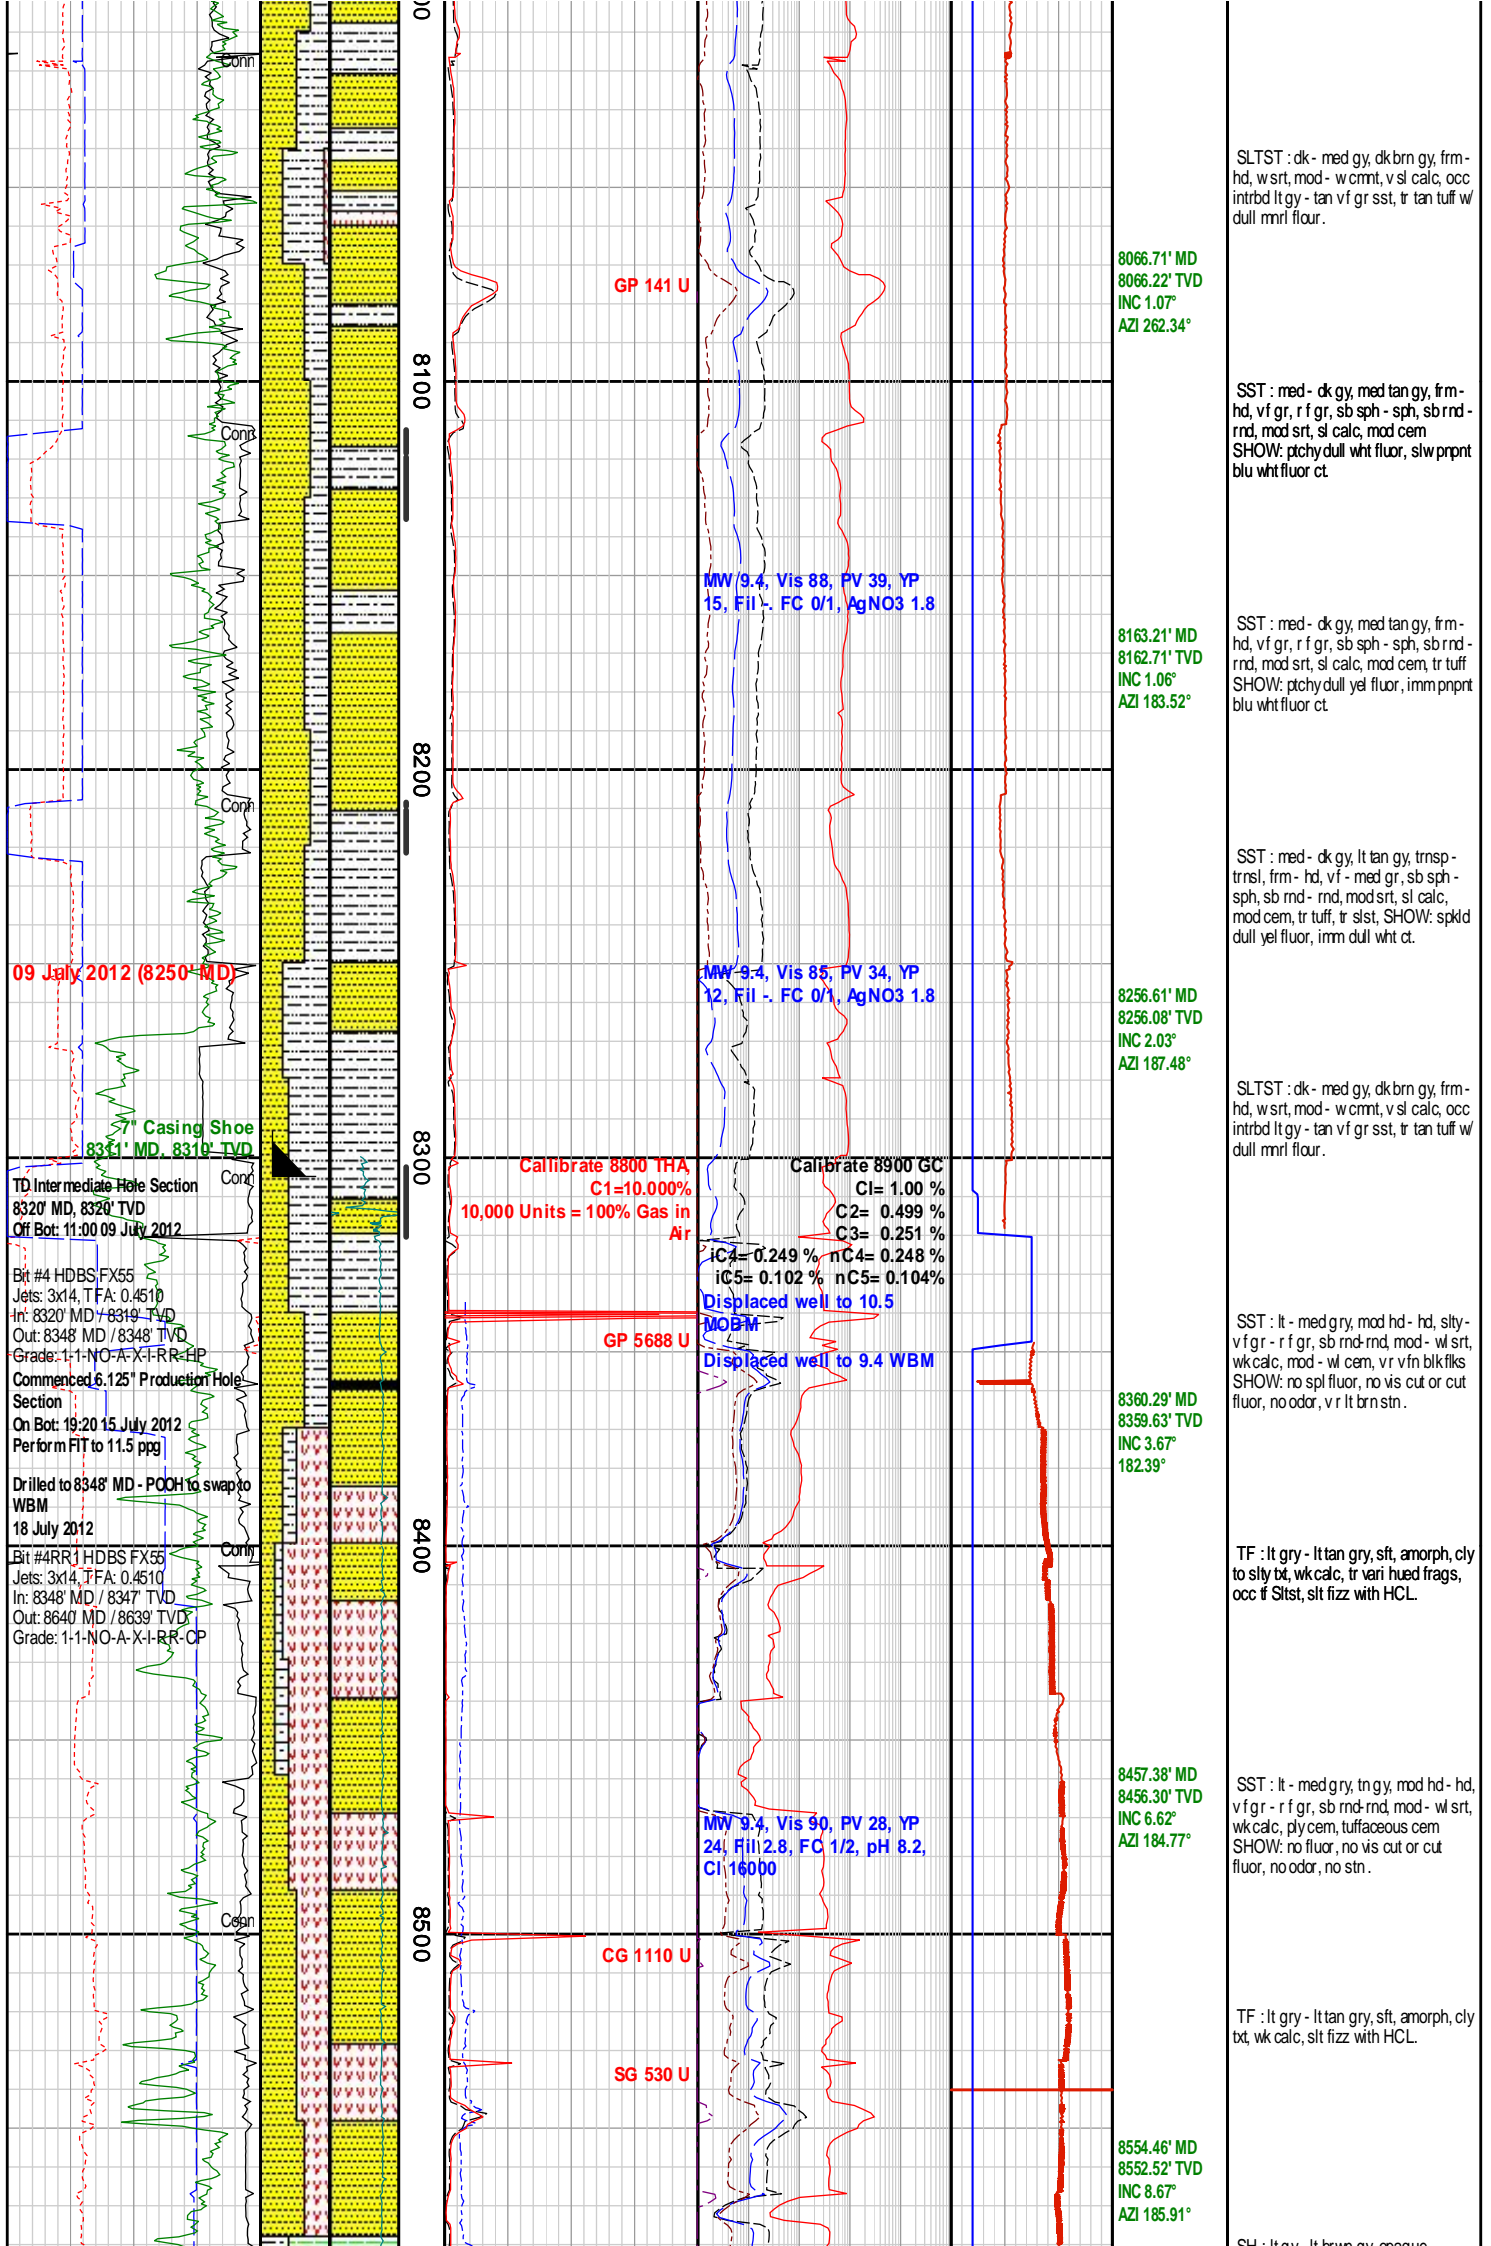 Conn
SLTST : dk - med gy, dk brn gy, frm -
hd, w srt, mod - w cmnt, v sl calc, occ
intrbd lt gy - tan v f gr sst, tr tan tuff w/
dull mnrl flour.
8066.71' MD
8066.22' TVD
INC 1.07°
AZI 262.34°
GP 141 U
8100
Conn
SST : med - dk gy, med tan gy, frm -
hd, vf gr, r f gr, sb sph - sph, sb rnd -
rnd, mod srt, sl calc, mod cem
SHOW: ptchy dull wht fluor, slw pnpnt
blu wht fluor ct.
MW 9.4, Vis 88, PV 39, YP
15, Fil -. FC 0/1, AgNO3 1.8
8163.21' MD
8162.71' TVD
INC 1.06°
AZI 183.52°
SST : med - dk gy, med tan gy, frm -
hd, vf gr, r f gr, sb sph - sph, sb rnd -
rnd, mod srt, sl calc, mod cem, tr tuff
SHOW: ptchy dull yel fluor, imm pnpnt
blu wht fluor ct.
8200
Conn
SST : med - dk gy, lt tan gy, trnsp -
trnsl, frm - hd, vf - med gr, sb sph -
sph, sb rnd - rnd, mod srt, sl calc,
mod cem, tr tuff, tr slst, SHOW: spkld
dull yel fluor, imm dull wht ct.
09 July 2012 (8250' MD)
MW 9.4, Vis 85, PV 34, YP
12, Fil -. FC 0/1, AgNO3 1.8
8256.61' MD
8256.08' TVD
INC 2.03°
AZI 187.48°
SLTST : dk - med gy, dk brn gy, frm -
hd, w srt, mod - w cmnt, v sl calc, occ
intrbd lt gy - tan v f gr sst, tr tan tuff w/
dull mnrl flour.
7" Casing Shoe
8311' MD, 8310' TVD
8300
Conn
TD Intermediate Hole Section
8320' MD, 8320' TVD
Off Bot: 11:00 09 July 2012
Callibrate 8800 THA,
C1=10.000%
10,000 Units = 100% Gas in
Air
Calibrate 8900 GC
Cl= 1.00 %
C2= 0.499 %
C3= 0.251 %
iC4= 0.249 % nC4= 0.248 %
iC5= 0.102 % nC5= 0.104%
Bit #4 HDBS FX55
Jets: 3x14, TFA: 0.4510
In: 8320' MD / 8319' TVD
Out: 8348' MD / 8348' TVD
Grade: 1-1-NO-A-X-I-RR-HP
Displaced well to 10.5
MOBM
GP 5688 U
Displaced well to 9.4 WBM
SST : lt - med gry, mod hd - hd, slty -
v f gr - r f gr, sb rnd-rnd, mod - wl srt,
wk calc, mod - wl cem, v r vfn blk flks
SHOW: no spl fluor, no vis cut or cut
fluor, no odor, v r lt brn stn .
Commenced 6.125" Production Hole
Section
On Bot: 19:20 15 July 2012
Perform FIT to 11.5 ppg
8360.29' MD
8359.63' TVD
INC 3.67°
182.39°
Drilled to 8348' MD - POOH to swap to
WBM
18 July 2012
8400
Conn
Bit #4RR1 HDBS FX55
Jets: 3x14, TFA: 0.4510
In: 8348' MD / 8347' TVD
Out: 8640' MD / 8639' TVD
Grade: 1-1-NO-A-X-I-RR-CP
TF : lt gry - lt tan gry, sft, amorph, cly
to slty txt, wk calc, tr vari hued frags,
occ tf Sltst, slt fizz with HCL.
8457.38' MD
8456.30' TVD
INC 6.62°
AZI 184.77°
SST : lt - med gry, tn gy, mod hd - hd,
v f gr - r f gr, sb rnd-rnd, mod - wl srt,
wk calc, ply cem, tuffaceous cem
SHOW: no fluor, no vis cut or cut
fluor, no odor, no stn .
MW 9.4, Vis 90, PV 28, YP
24, Fil 2.8, FC 1/2, pH 8.2,
Cl 16000
8500
Conn
CG 1110 U
TF : lt gry - lt tan gry, sft, amorph, cly
txt, wk calc, slt fizz with HCL.
SG 530 U
8554.46' MD
8552.52' TVD
INC 8.67°
AZI 185.91°